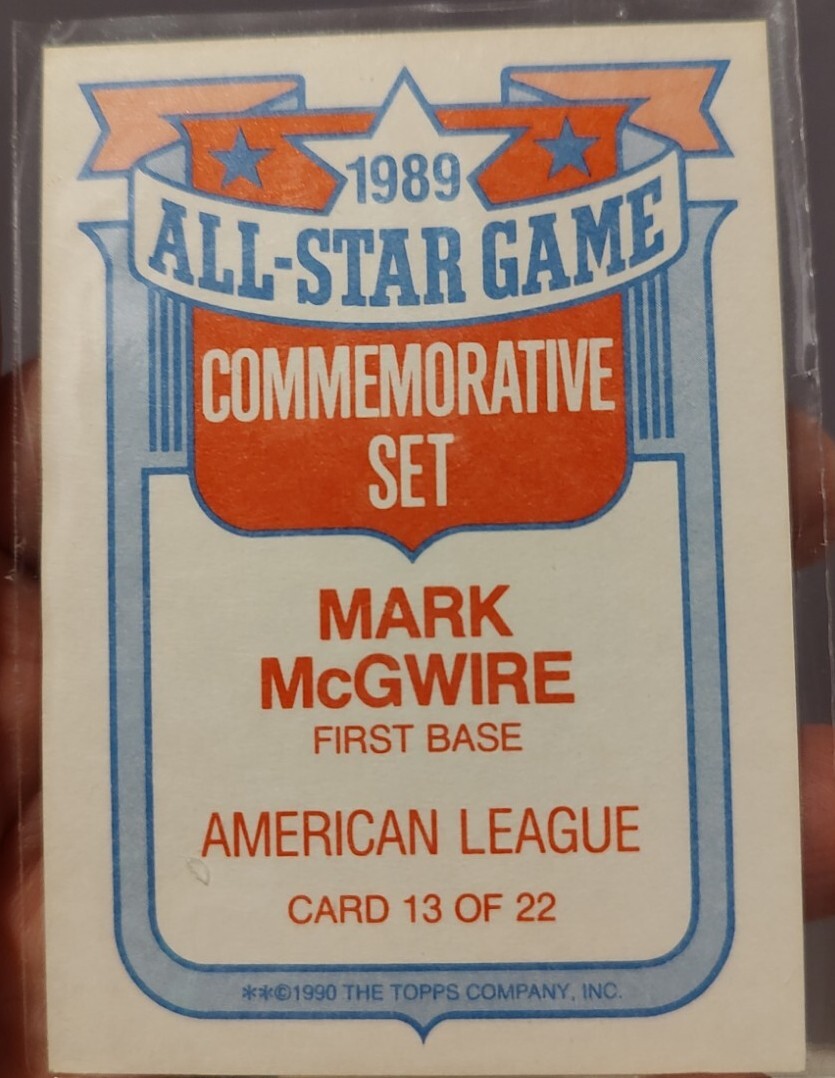 1989
ALL-STAR GAME
COMMEMORATIVE
SET
MARK
McGWIRE
FIRST BASE
AMERICAN LEAGUE
CARD 13 OF 22
**©1990 THE TOPPS COMPANY, INC.